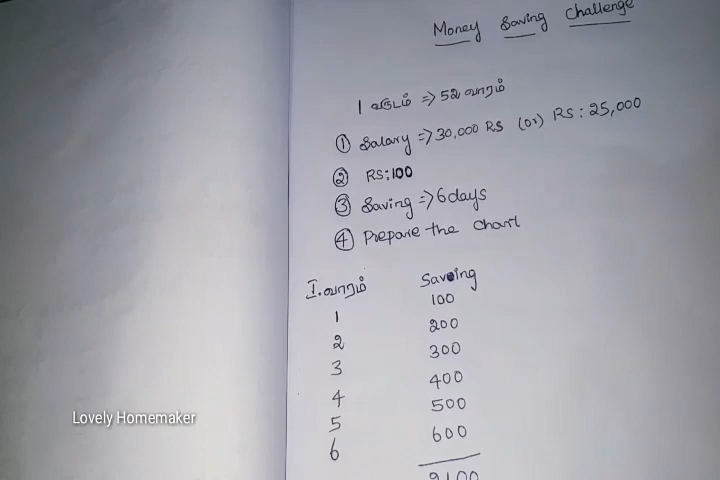 Money Saving Challenge
1 வருடம் => 52 வாரம்
① Salary => 30,000 RS (or) RS: 25,000
② RS:100
③ Saving => 6 days
④ Prepare the chart
I. வாரம் Saving
1 100
2 200
3 300
4 400
5 500
6 600
2100
Lovely Homemaker